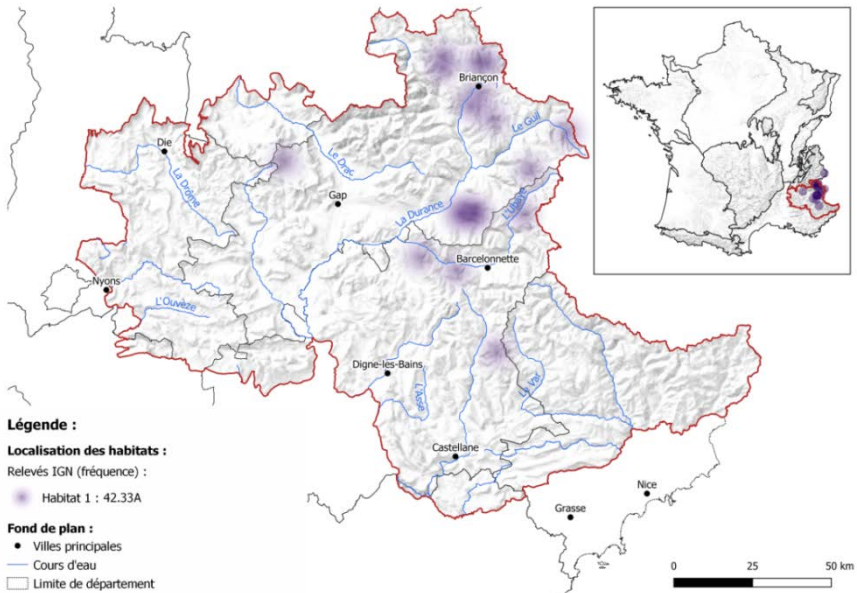 Briançon
Le Guil
Die
Le Drac
La Drôme
Gap
La Durance
L'Ubaye
Barcelonnette
Nyons
L'Ouvèze
Digne-les-Bains
L'Asse
Le Var
Castellane
Nice
Grasse
Légende :
Localisation des habitats :
Relevés IGN (fréquence) :
Habitat 1 : 42.33A
Fond de plan :
Villes principales
Cours d'eau
Limite de département
0 25 50 km